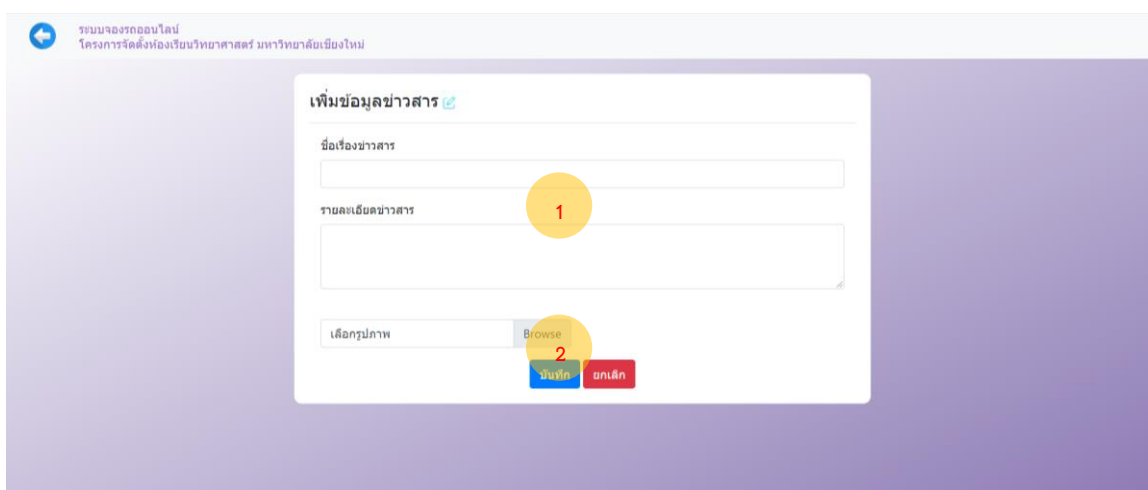 ระบบจองรถออนไลน์
โครงการจัดตั้งห้องเรียนวิทยาศาสตร์ มหาวิทยาลัยเชียงใหม่
เพิ่มข้อมูลข่าวสาร
ชื่อเรื่องข่าวสาร
รายละเอียดข่าวสาร
1
เลือกรูปภาพ Browse
2
บันทึก ยกเลิก